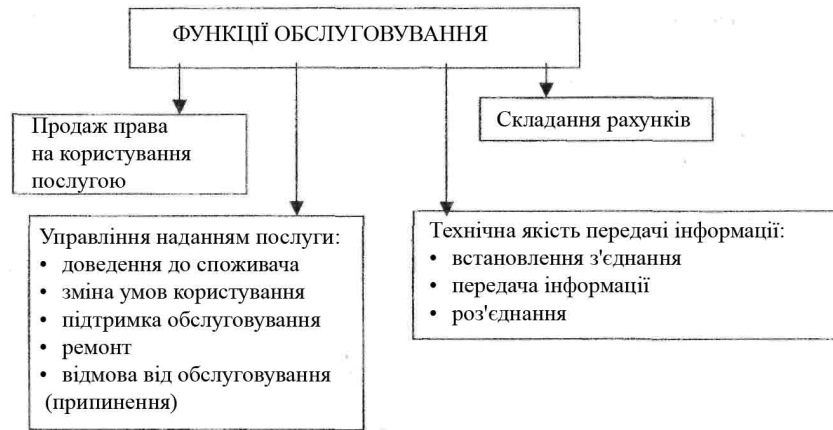 ФУНКЦІЇ ОБСЛУГОВУВАННЯ
Продаж права
на користування
послугою
Складання рахунків
Управління наданням послуги:
• доведення до споживача
• зміна умов користування
• підтримка обслуговування
• ремонт
• відмова від обслуговування
(припинення)
Технічна якість передачі інформації:
• встановлення з'єднання
• передача інформації
• роз'єднання